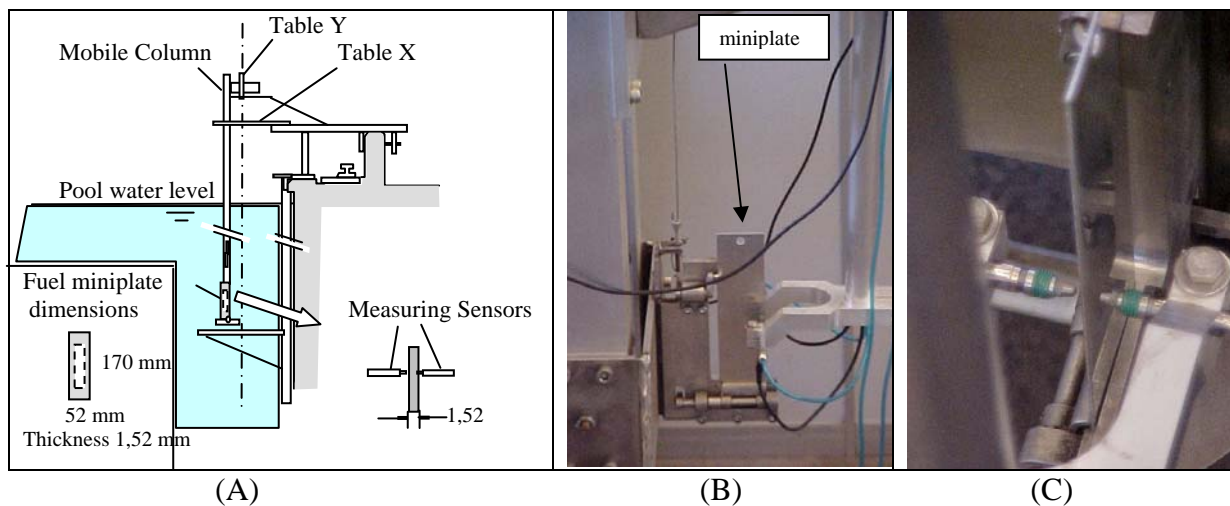 Table Y
Mobile Column
Table X
Pool water level
Fuel miniplate
dimensions
170 mm
52 mm
Thickness 1,52 mm
Measuring Sensors
1,52
miniplate
(A)
(B)
(C)